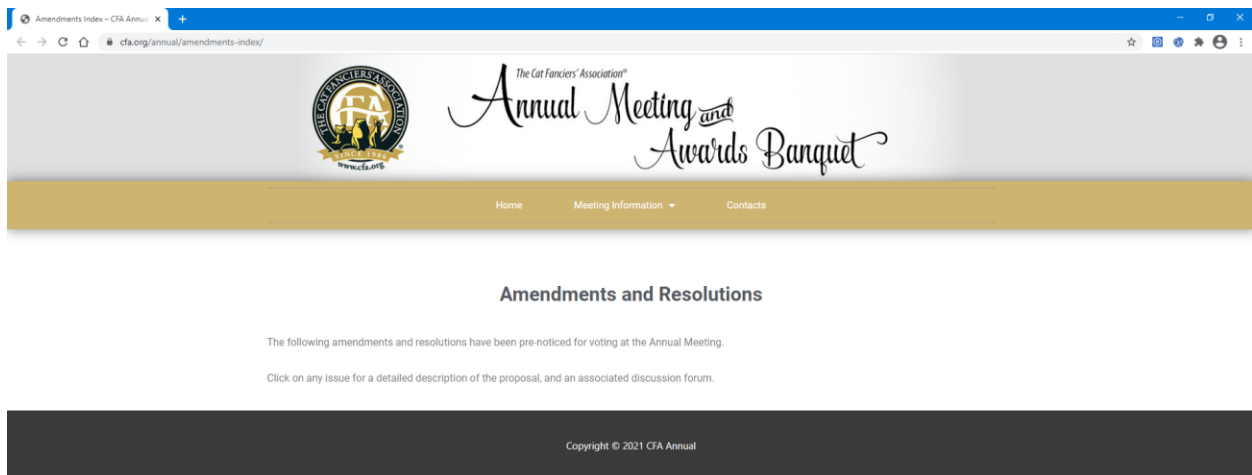 Amendments Index – CFA Annu
cfa.org/annual/amendments-index/
THE CAT FANCIERS' ASSOCIATION
CFA
SINCE 1906
www.cfa.org
The Cat Fanciers' Association®
Annual Meeting and
Awards Banquet
Home Meeting Information Contacts
Amendments and Resolutions
The following amendments and resolutions have been pre-noticed for voting at the Annual Meeting.
Click on any issue for a detailed description of the proposal, and an associated discussion forum.
Copyright © 2021 CFA Annual